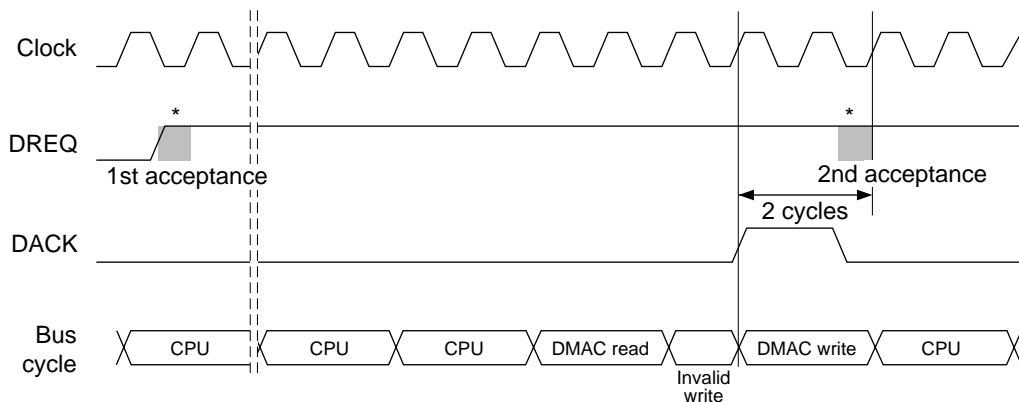 Clock
* *
DREQ
1st acceptance 2nd acceptance
2 cycles
DACK
Bus
cycle
CPU CPU CPU DMAC read DMAC write CPU
Invalid
write